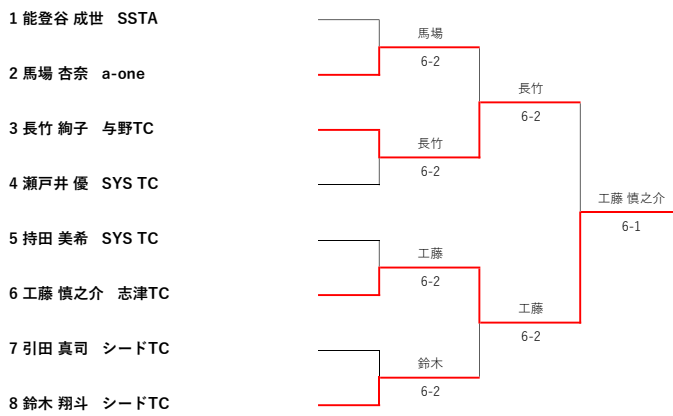 1 能登谷 成世 SSTA
2 馬場 杏奈 a-one
3 長竹 絢子 与野TC
4 瀬戸井 優 SYS TC
5 持田 美希 SYS TC
6 工藤 慎之介 志津TC
7 引田 真司 シードTC
8 鈴木 翔斗 シードTC
馬場
6-2
長竹
6-2
工藤
6-2
鈴木
6-2
長竹
6-2
工藤
6-2
工藤 慎之介
6-1